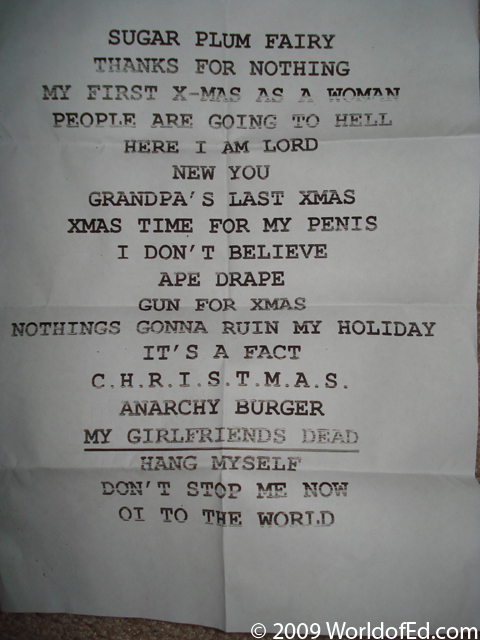 SUGAR PLUM FAIRY
THANKS FOR NOTHING
MY FIRST X-MAS AS A WOMAN
PEOPLE ARE GOING TO HELL
HERE I AM LORD
NEW YOU
GRANDPA'S LAST XMAS
XMAS TIME FOR MY PENIS
I DON'T BELIEVE
APE DRAPE
GUN FOR XMAS
NOTHINGS GONNA RUIN MY HOLIDAY
IT'S A FACT
C.H.R.I.S.T.M.A.S.
ANARCHY BURGER
MY GIRLFRIENDS DEAD
HANG MYSELF
DON'T STOP ME NOW
OI TO THE WORLD
© 2009 WorldofEd.com